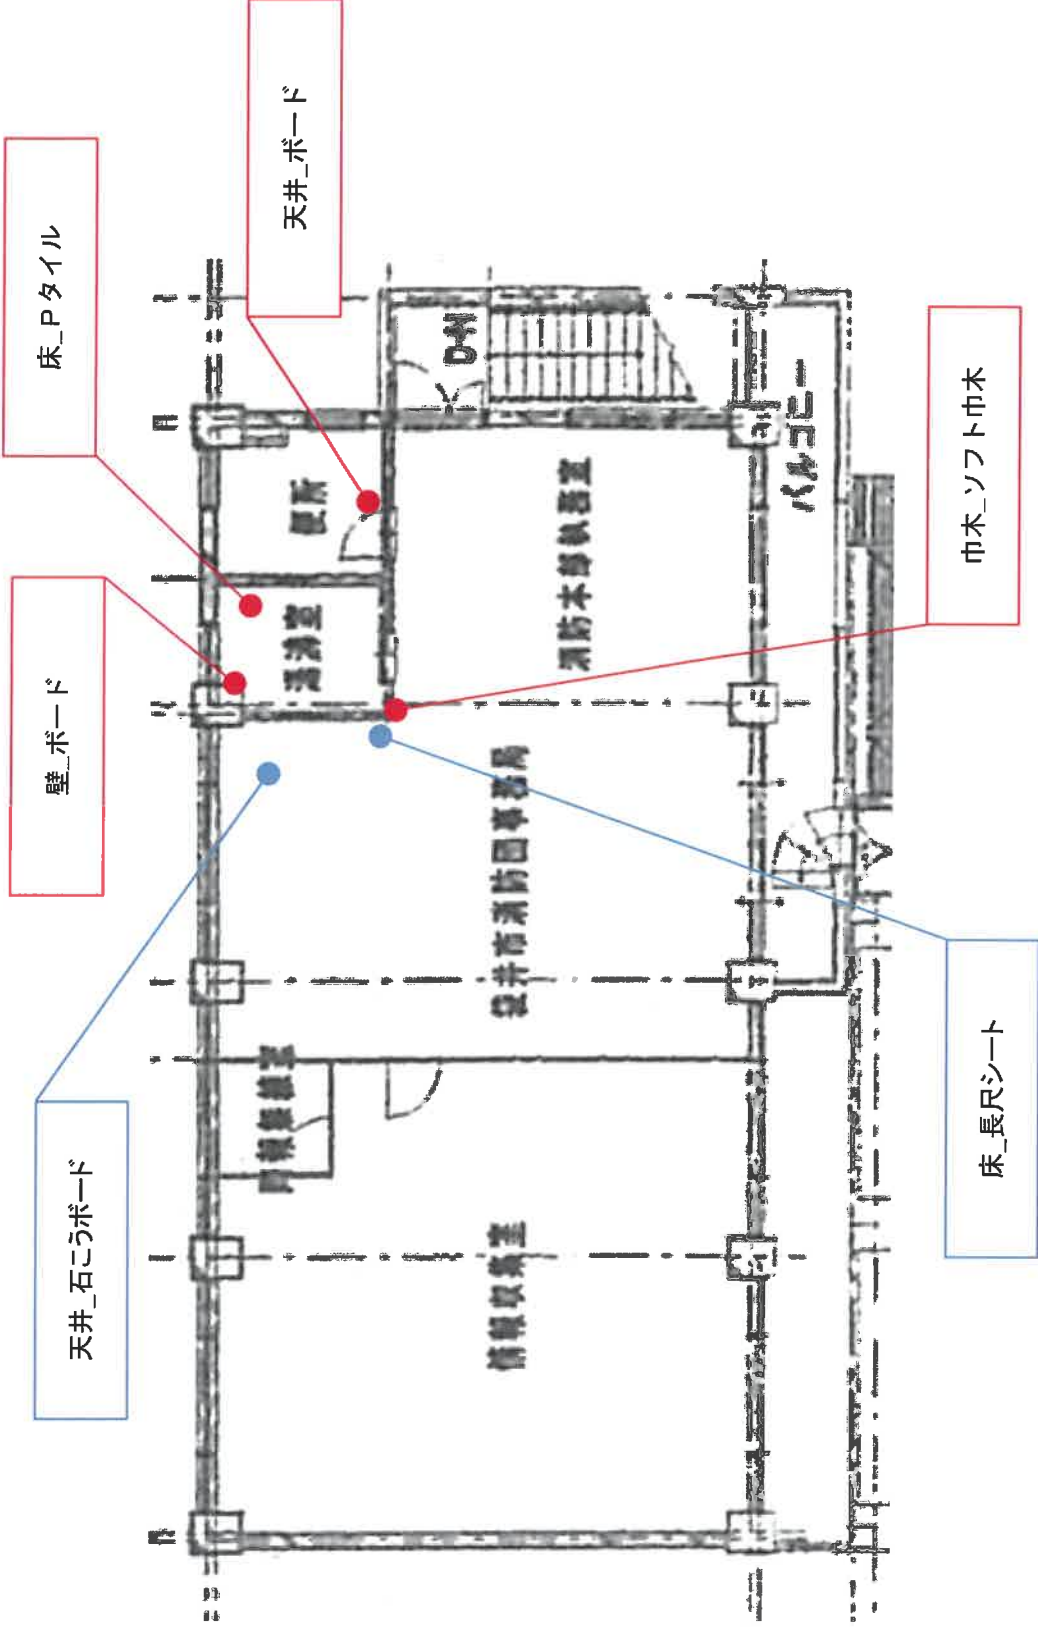 天井_石こうボード
壁_ボード
床_Pタイル
天井_ボード
便所
湯沸室
消防本部執務室
袋井市消防団事務局
情報収集室
バルコニー
床_長尺シート
巾木_ソフト巾木